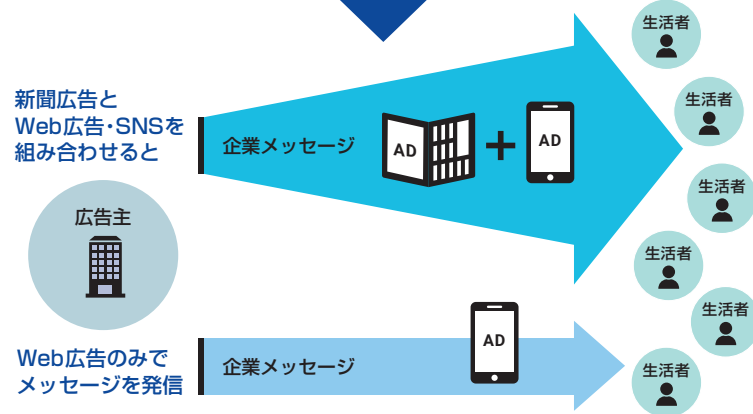 生活者
生活者
新聞広告と
Web広告・SNSを
組み合わせると
企業メッセージ
AD
AD
生活者
広告主
生活者
生活者
Web広告のみで
メッセージを発信
企業メッセージ
AD
生活者